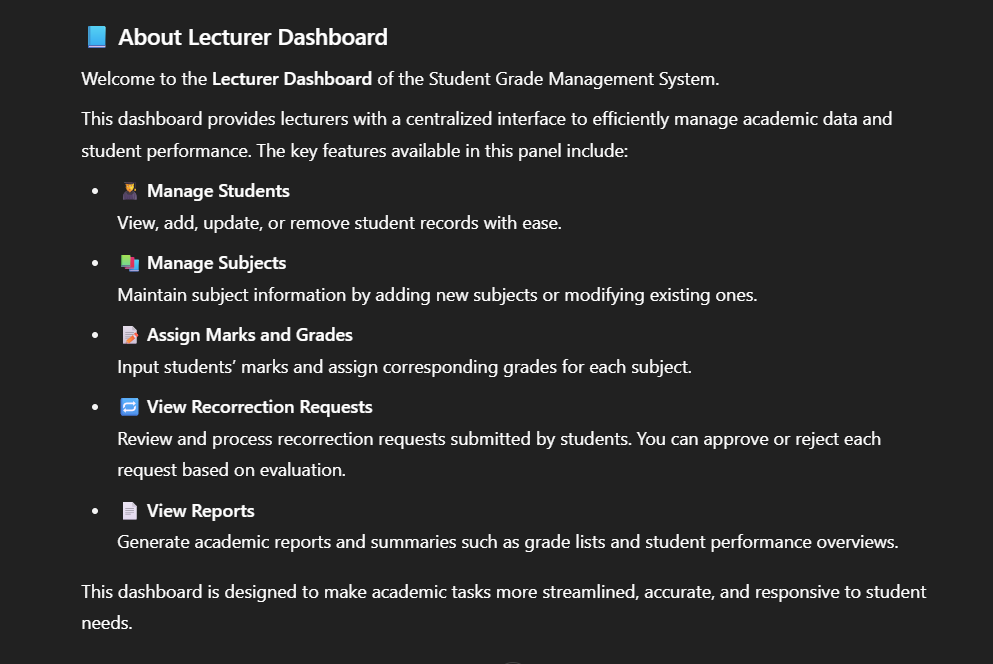 About Lecturer Dashboard
Welcome to the Lecturer Dashboard of the Student Grade Management System.
This dashboard provides lecturers with a centralized interface to efficiently manage academic data and
student performance. The key features available in this panel include:
Manage Students
View, add, update, or remove student records with ease.
Manage Subjects
Maintain subject information by adding new subjects or modifying existing ones.
Assign Marks and Grades
Input students’ marks and assign corresponding grades for each subject.
View Recorrection Requests
Review and process recorrection requests submitted by students. You can approve or reject each
request based on evaluation.
View Reports
Generate academic reports and summaries such as grade lists and student performance overviews.
This dashboard is designed to make academic tasks more streamlined, accurate, and responsive to student
needs.